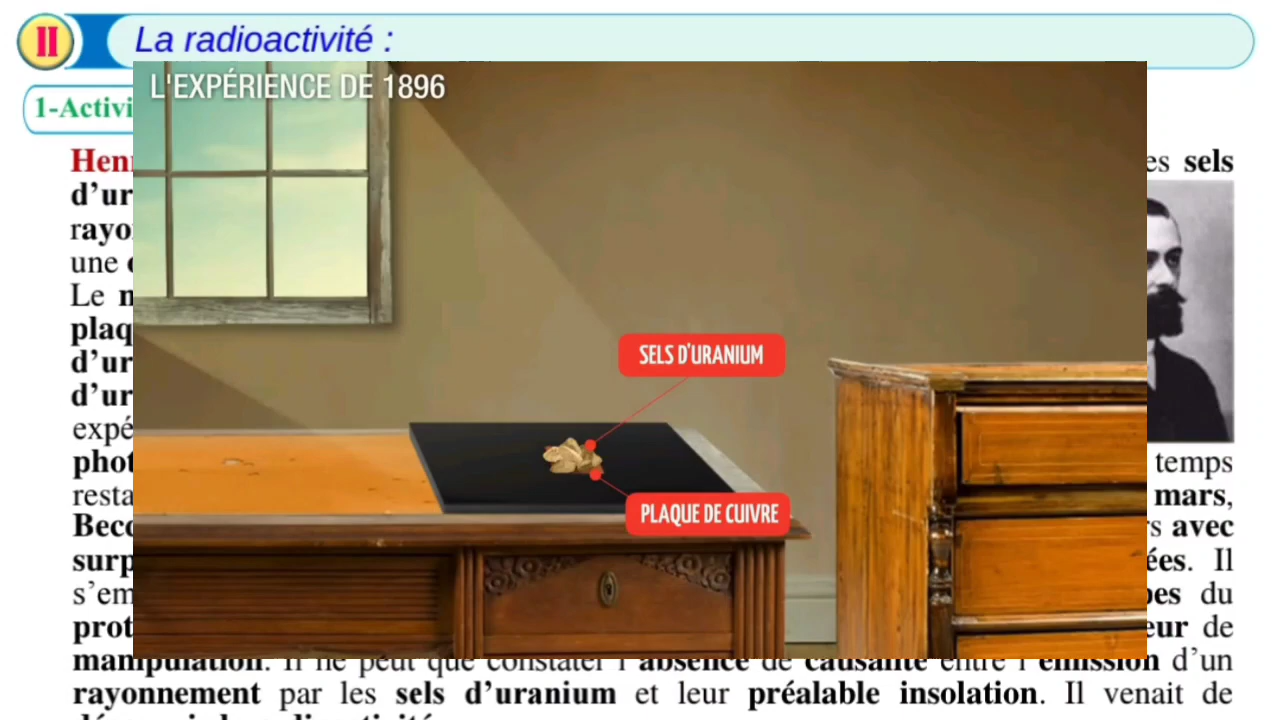 II
La radioactivité :
L'EXPÉRIENCE DE 1896
1-Activi
Hen
es sels
d'ur
rayo
une
Le
plaq
SELS D'URANIUM
d'ur
d'ur
expé
phot
temps
resta
mars,
PLAQUE DE CUIVRE
Becq
s avec
surp
ées. Il
s'em
bes du
prot
eur de
manipulation. Il ne peut que constater l'absence de causalité entre l'émission d'un
rayonnement par les sels d'uranium et leur préalable insolation. Il venait de